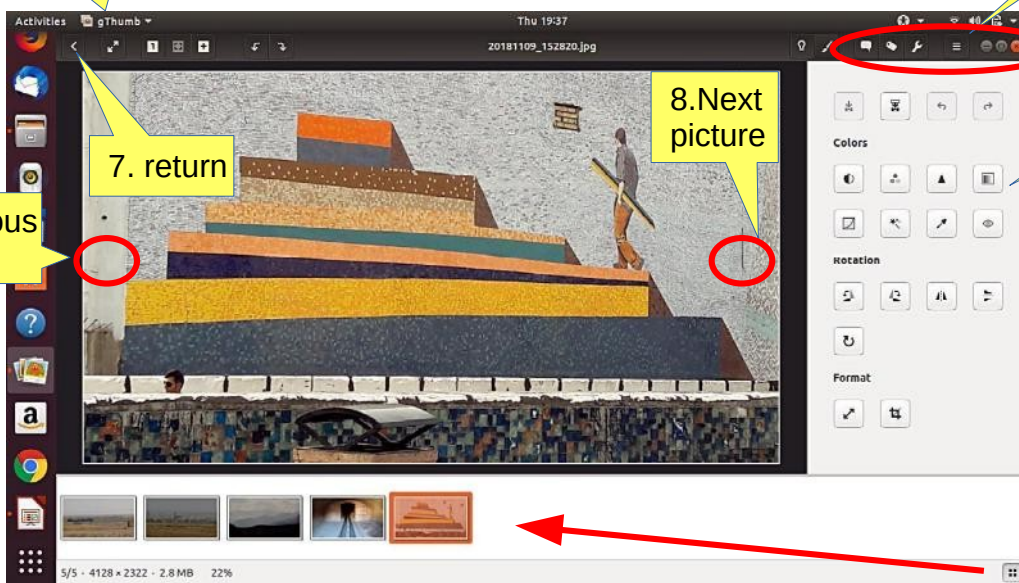 Activities gThumb Thu 19:37
20181109_152820.jpg
8.Next
picture
7. return
Colors
Rotation
Format
5/5 - 4128 × 2322 - 2.8 MB 22%